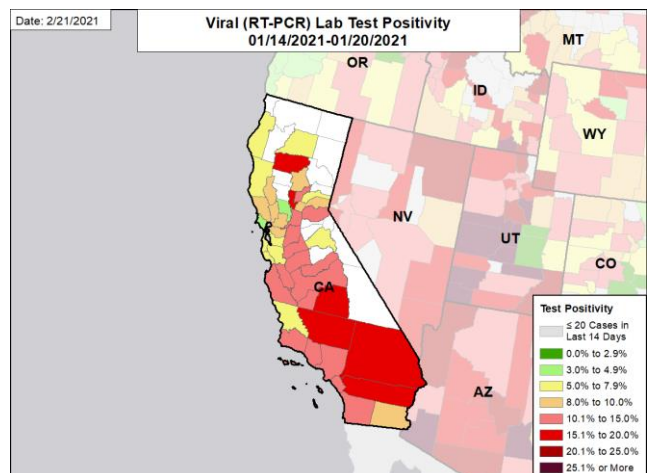 Date: 2/21/2021
Viral (RT-PCR) Lab Test Positivity
01/14/2021-01/20/2021
MT
OR
ID
WY
NV
UT
CO
CA
AZ
Test Positivity
≤ 20 Cases in
Last 14 Days
0.0% to 2.9%
3.0% to 4.9%
5.0% to 7.9%
8.0% to 10.0%
10.1% to 15.0%
15.1% to 20.0%
20.1% to 25.0%
25.1% or More